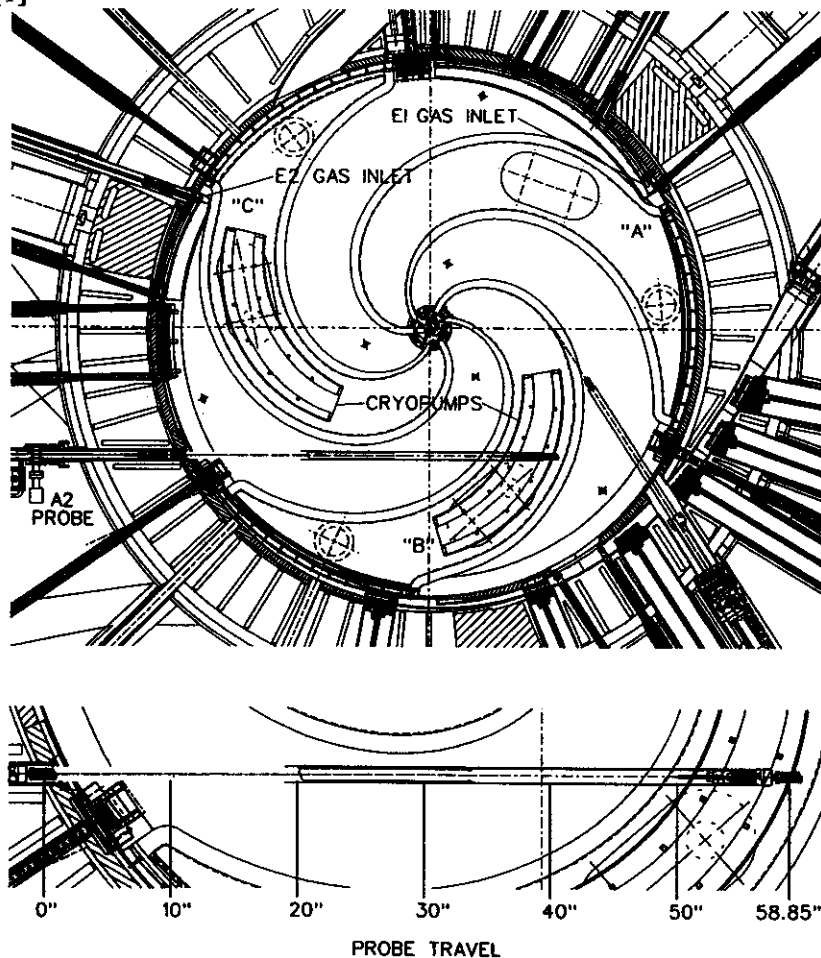 E1 GAS INLET
E2 GAS INLET
"C"
"A"
CRYOPUMPS
A2
PROBE
"B"
0" 10" 20" 30" 40" 50" 58.85"
PROBE TRAVEL